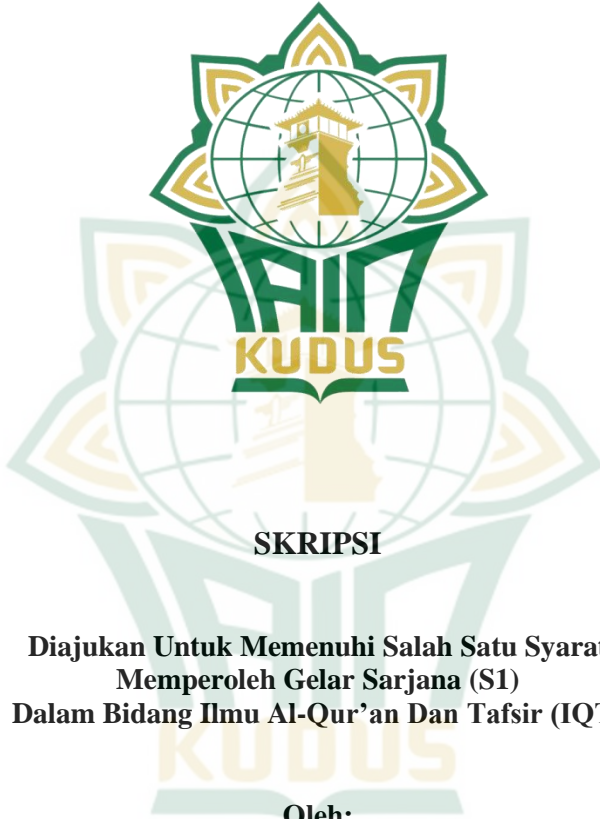 IAIN
KUDUS
SKRIPSI
Diajukan Untuk Memenuhi Salah Satu Syarat
Memperoleh Gelar Sarjana (S1)
Dalam Bidang Ilmu Al-Qur'an Dan Tafsir (IQT
Oleh: